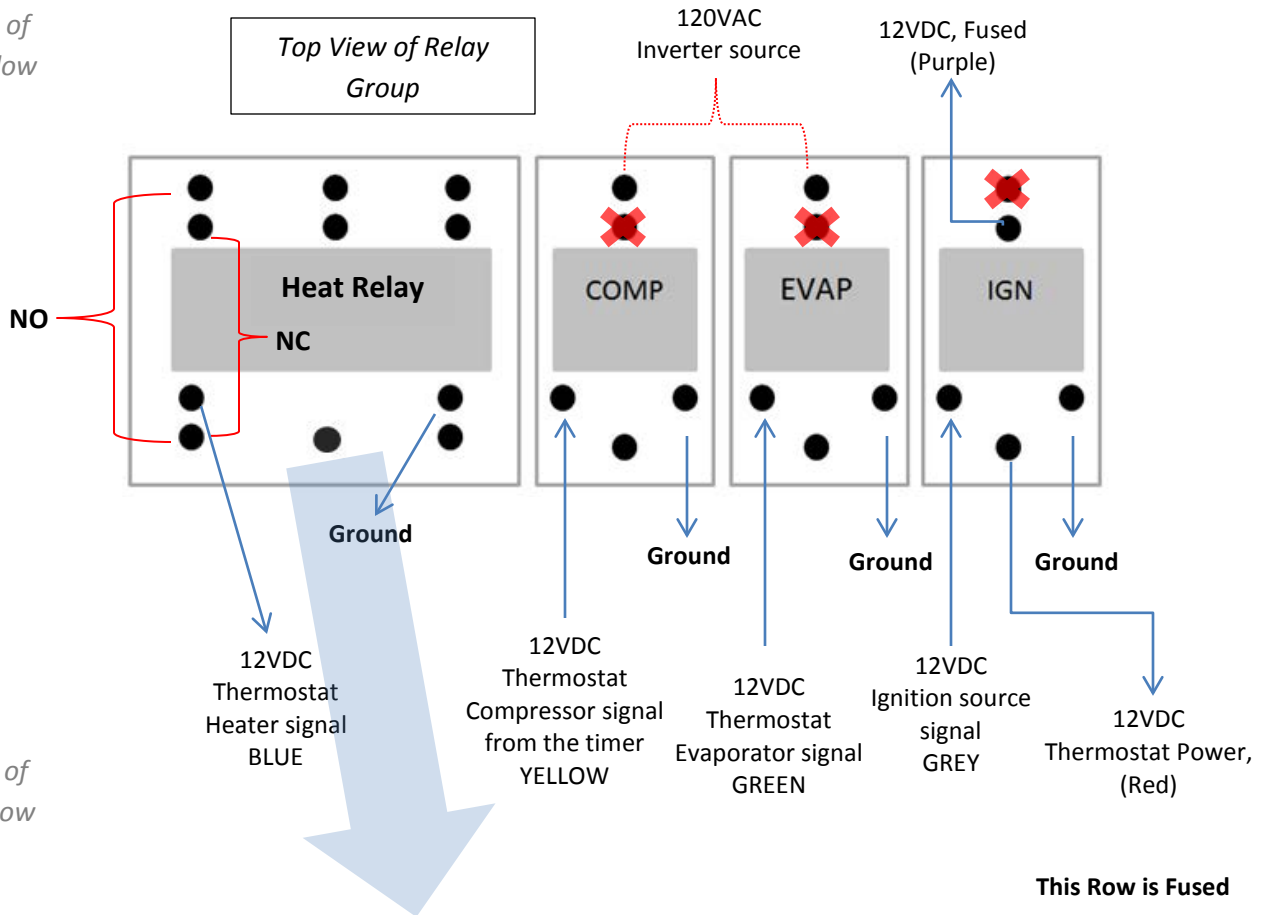 of
Top View of Relay
Group
120VAC
Inverter source
12VDC, Fused
(Purple)
Heat Relay
COMP
EVAP
IGN
NO
NC
Ground
Ground
Ground
Ground
12VDC
Thermostat
Heater signal
BLUE
12VDC
Thermostat
Compressor signal
from the timer
YELLOW
12VDC
Thermostat
Evaporator signal
GREEN
12VDC
Ignition source
signal
GREY
12VDC
Thermostat Power,
(Red)
of
This Row is Fused